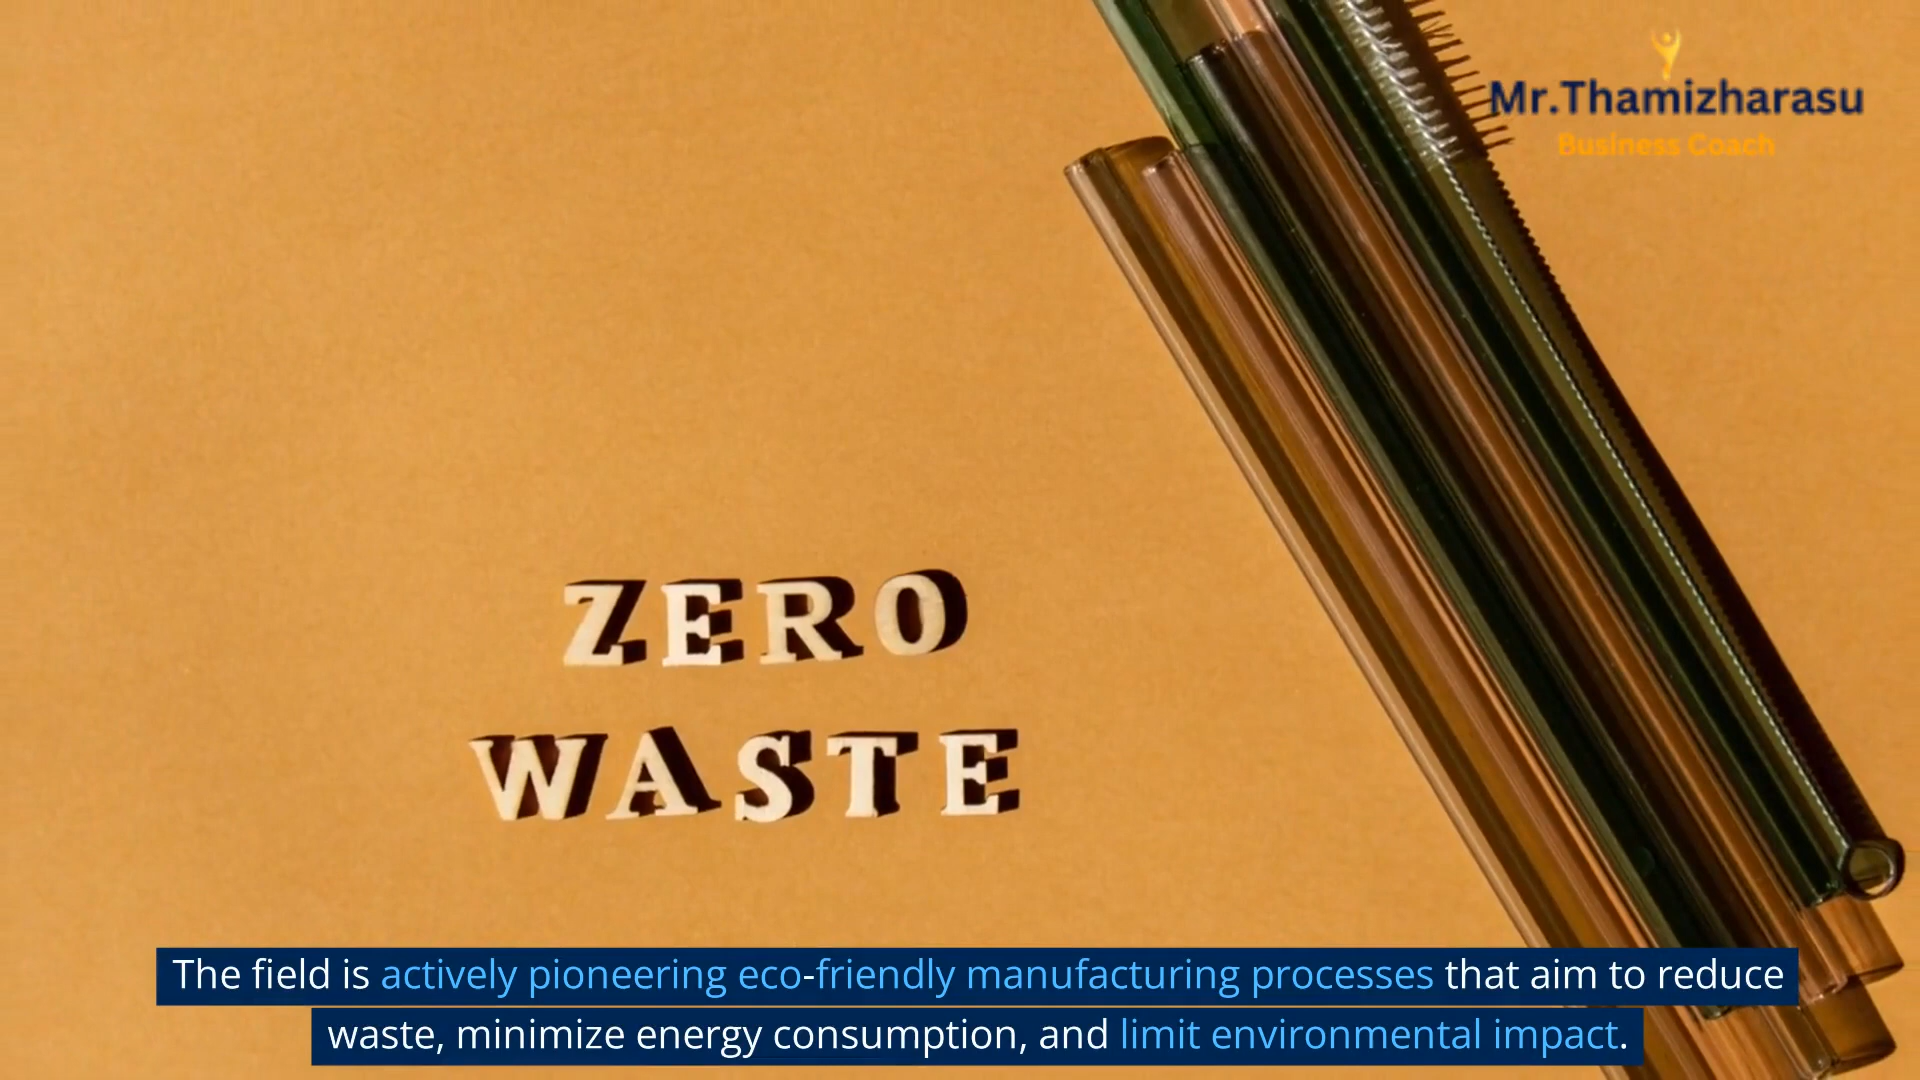 Mr.Thamizharasu
Business Coach
ZERO
WASTE
The field is actively pioneering eco-friendly manufacturing processes that aim to reduce
waste, minimize energy consumption, and limit environmental impact.